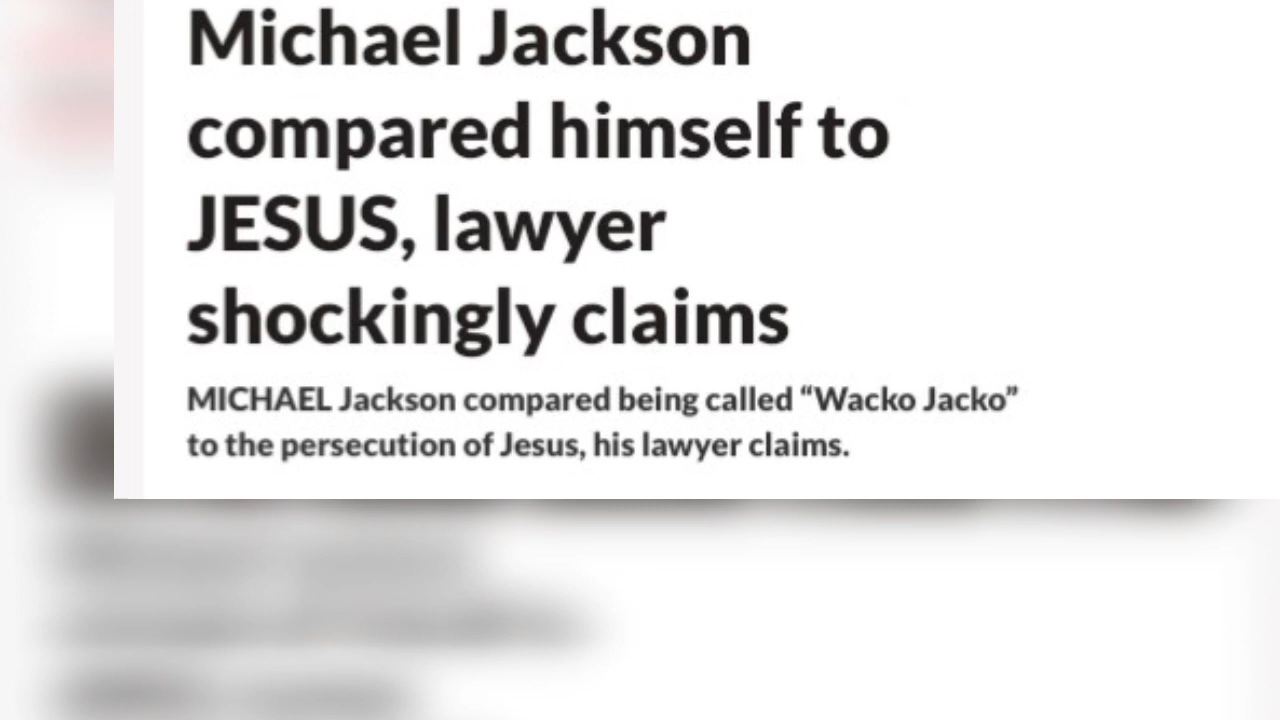 Michael Jackson
compared himself to
JESUS, lawyer
shockingly claims
MICHAEL Jackson compared being called “Wacko Jacko”
to the persecution of Jesus, his lawyer claims.